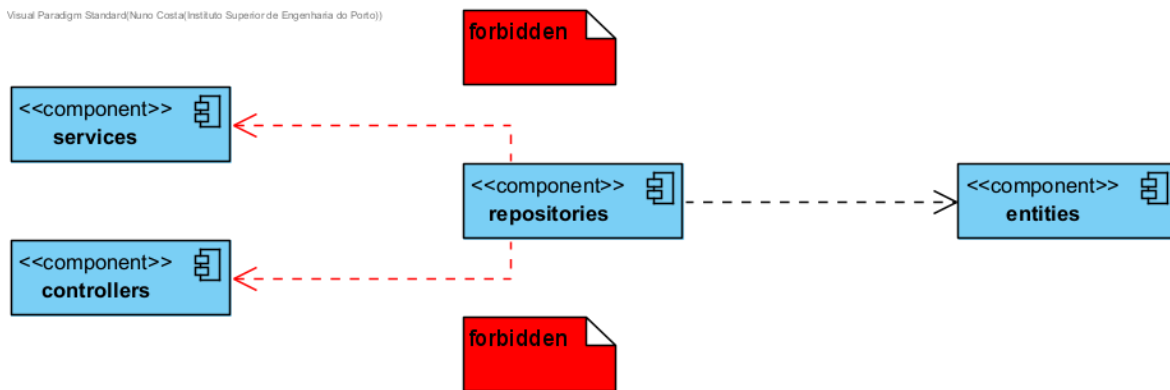 Visual Paradigm Standard(Nuno Costa(Instituto Superior de Engenharia do Porto))
forbidden
<<component>>
services
<<component>>
repositories
<<component>>
entities
<<component>>
controllers
forbidden